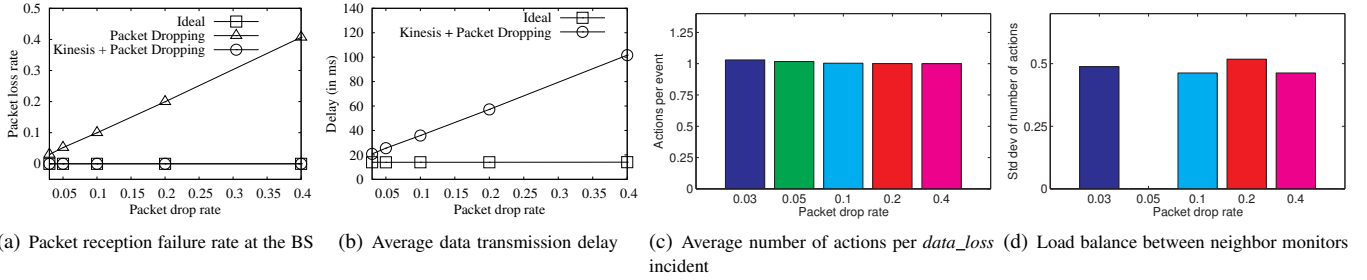 0.5
0.4
0.3
0.2
0.1
0
Packet loss rate
Ideal
Packet Dropping
Kinesis + Packet Dropping
0.05 0.1 0.15 0.2 0.25 0.3 0.35 0.4
Packet drop rate
(a) Packet reception failure rate at the BS
140
120
100
80
60
40
20
0
Delay (in ms)
Ideal
Kinesis + Packet Dropping
0.05 0.1 0.15 0.2 0.25 0.3 0.35 0.4
Packet drop rate
(b) Average data transmission delay
1.25
1
0.75
0.5
0.25
0
Actions per event
0.03 0.05 0.1 0.2 0.4
Packet drop rate
(c) Average number of actions per data_loss
incident
0.5
0.25
0
Std dev of number of actions
0.03 0.05 0.1 0.2 0.4
Packet drop rate
(d) Load balance between neighbor monitors